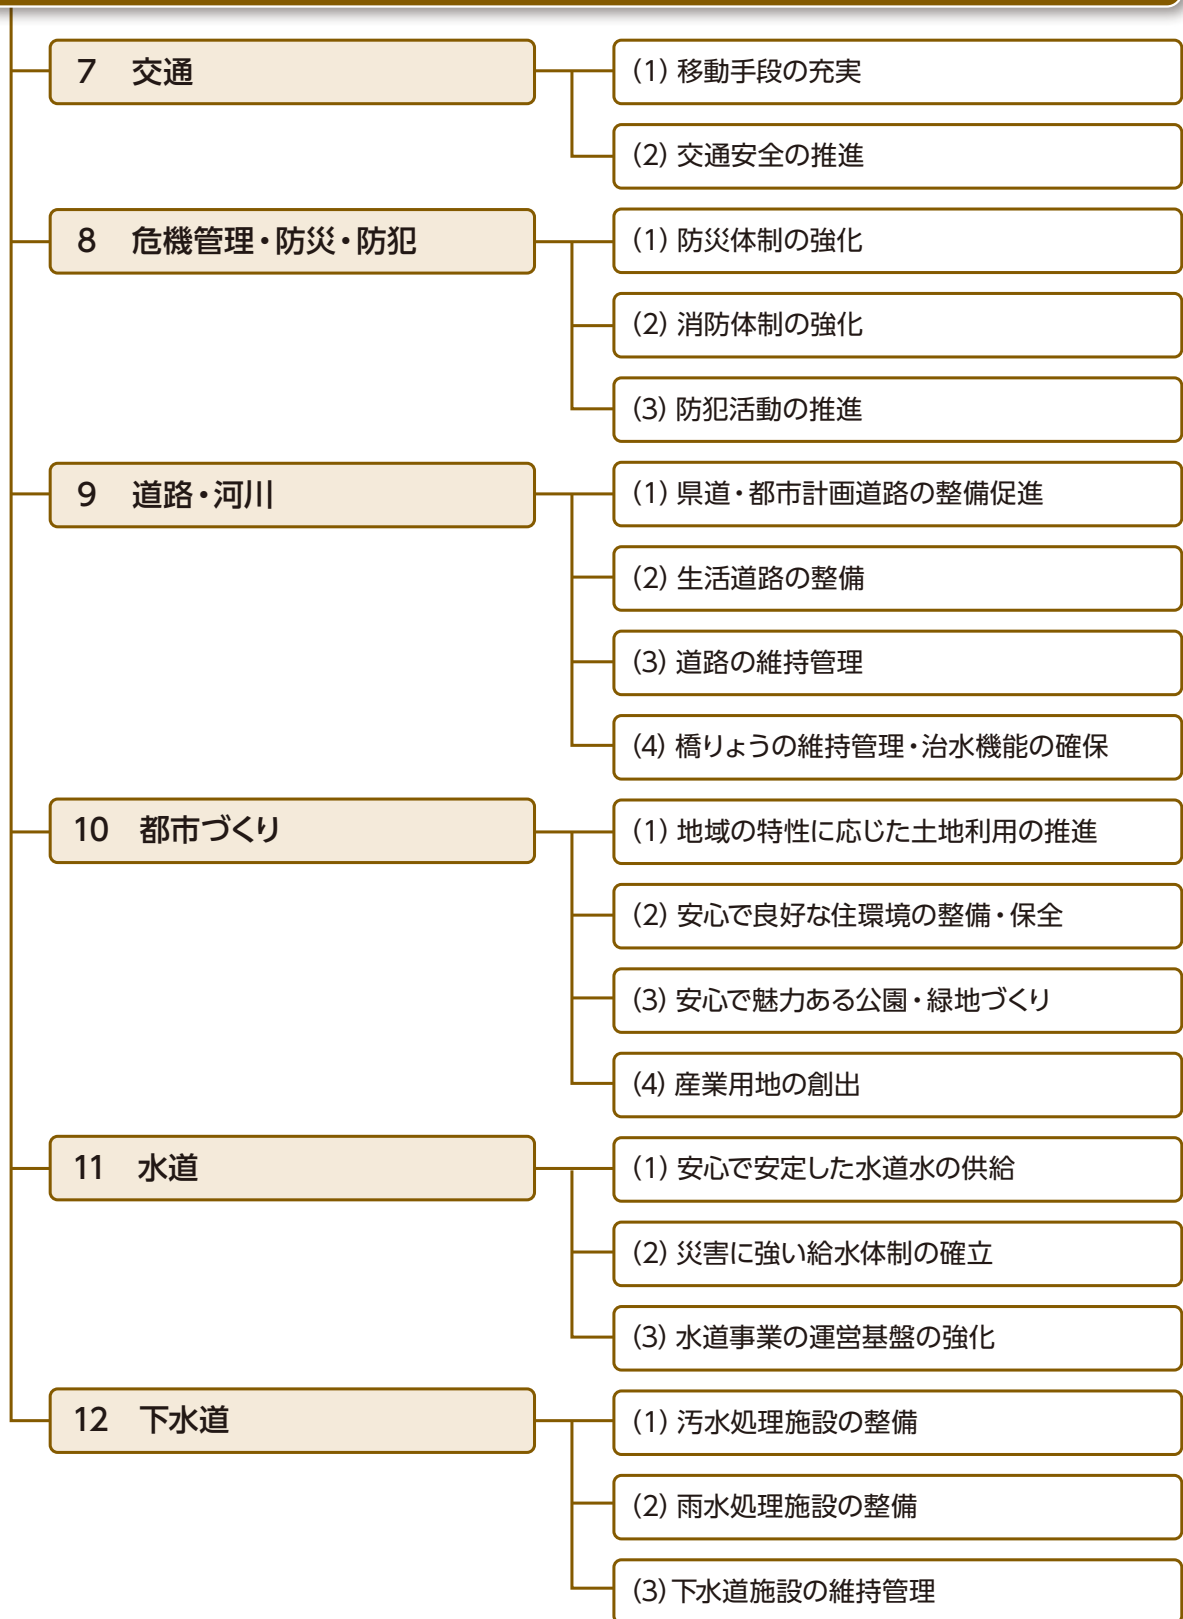 7 交通
(1) 移動手段の充実
(2) 交通安全の推進
8 危機管理・防災・防犯
(1) 防災体制の強化
(2) 消防体制の強化
(3) 防犯活動の推進
9 道路・河川
(1) 県道・都市計画道路の整備促進
(2) 生活道路の整備
(3) 道路の維持管理
(4) 橋りょうの維持管理・治水機能の確保
10 都市づくり
(1) 地域の特性に応じた土地利用の推進
(2) 安心で良好な住環境の整備・保全
(3) 安心で魅力ある公園・緑地づくり
(4) 産業用地の創出
11 水道
(1) 安心で安定した水道水の供給
(2) 災害に強い給水体制の確立
(3) 水道事業の運営基盤の強化
12 下水道
(1) 汚水処理施設の整備
(2) 雨水処理施設の整備
(3) 下水道施設の維持管理